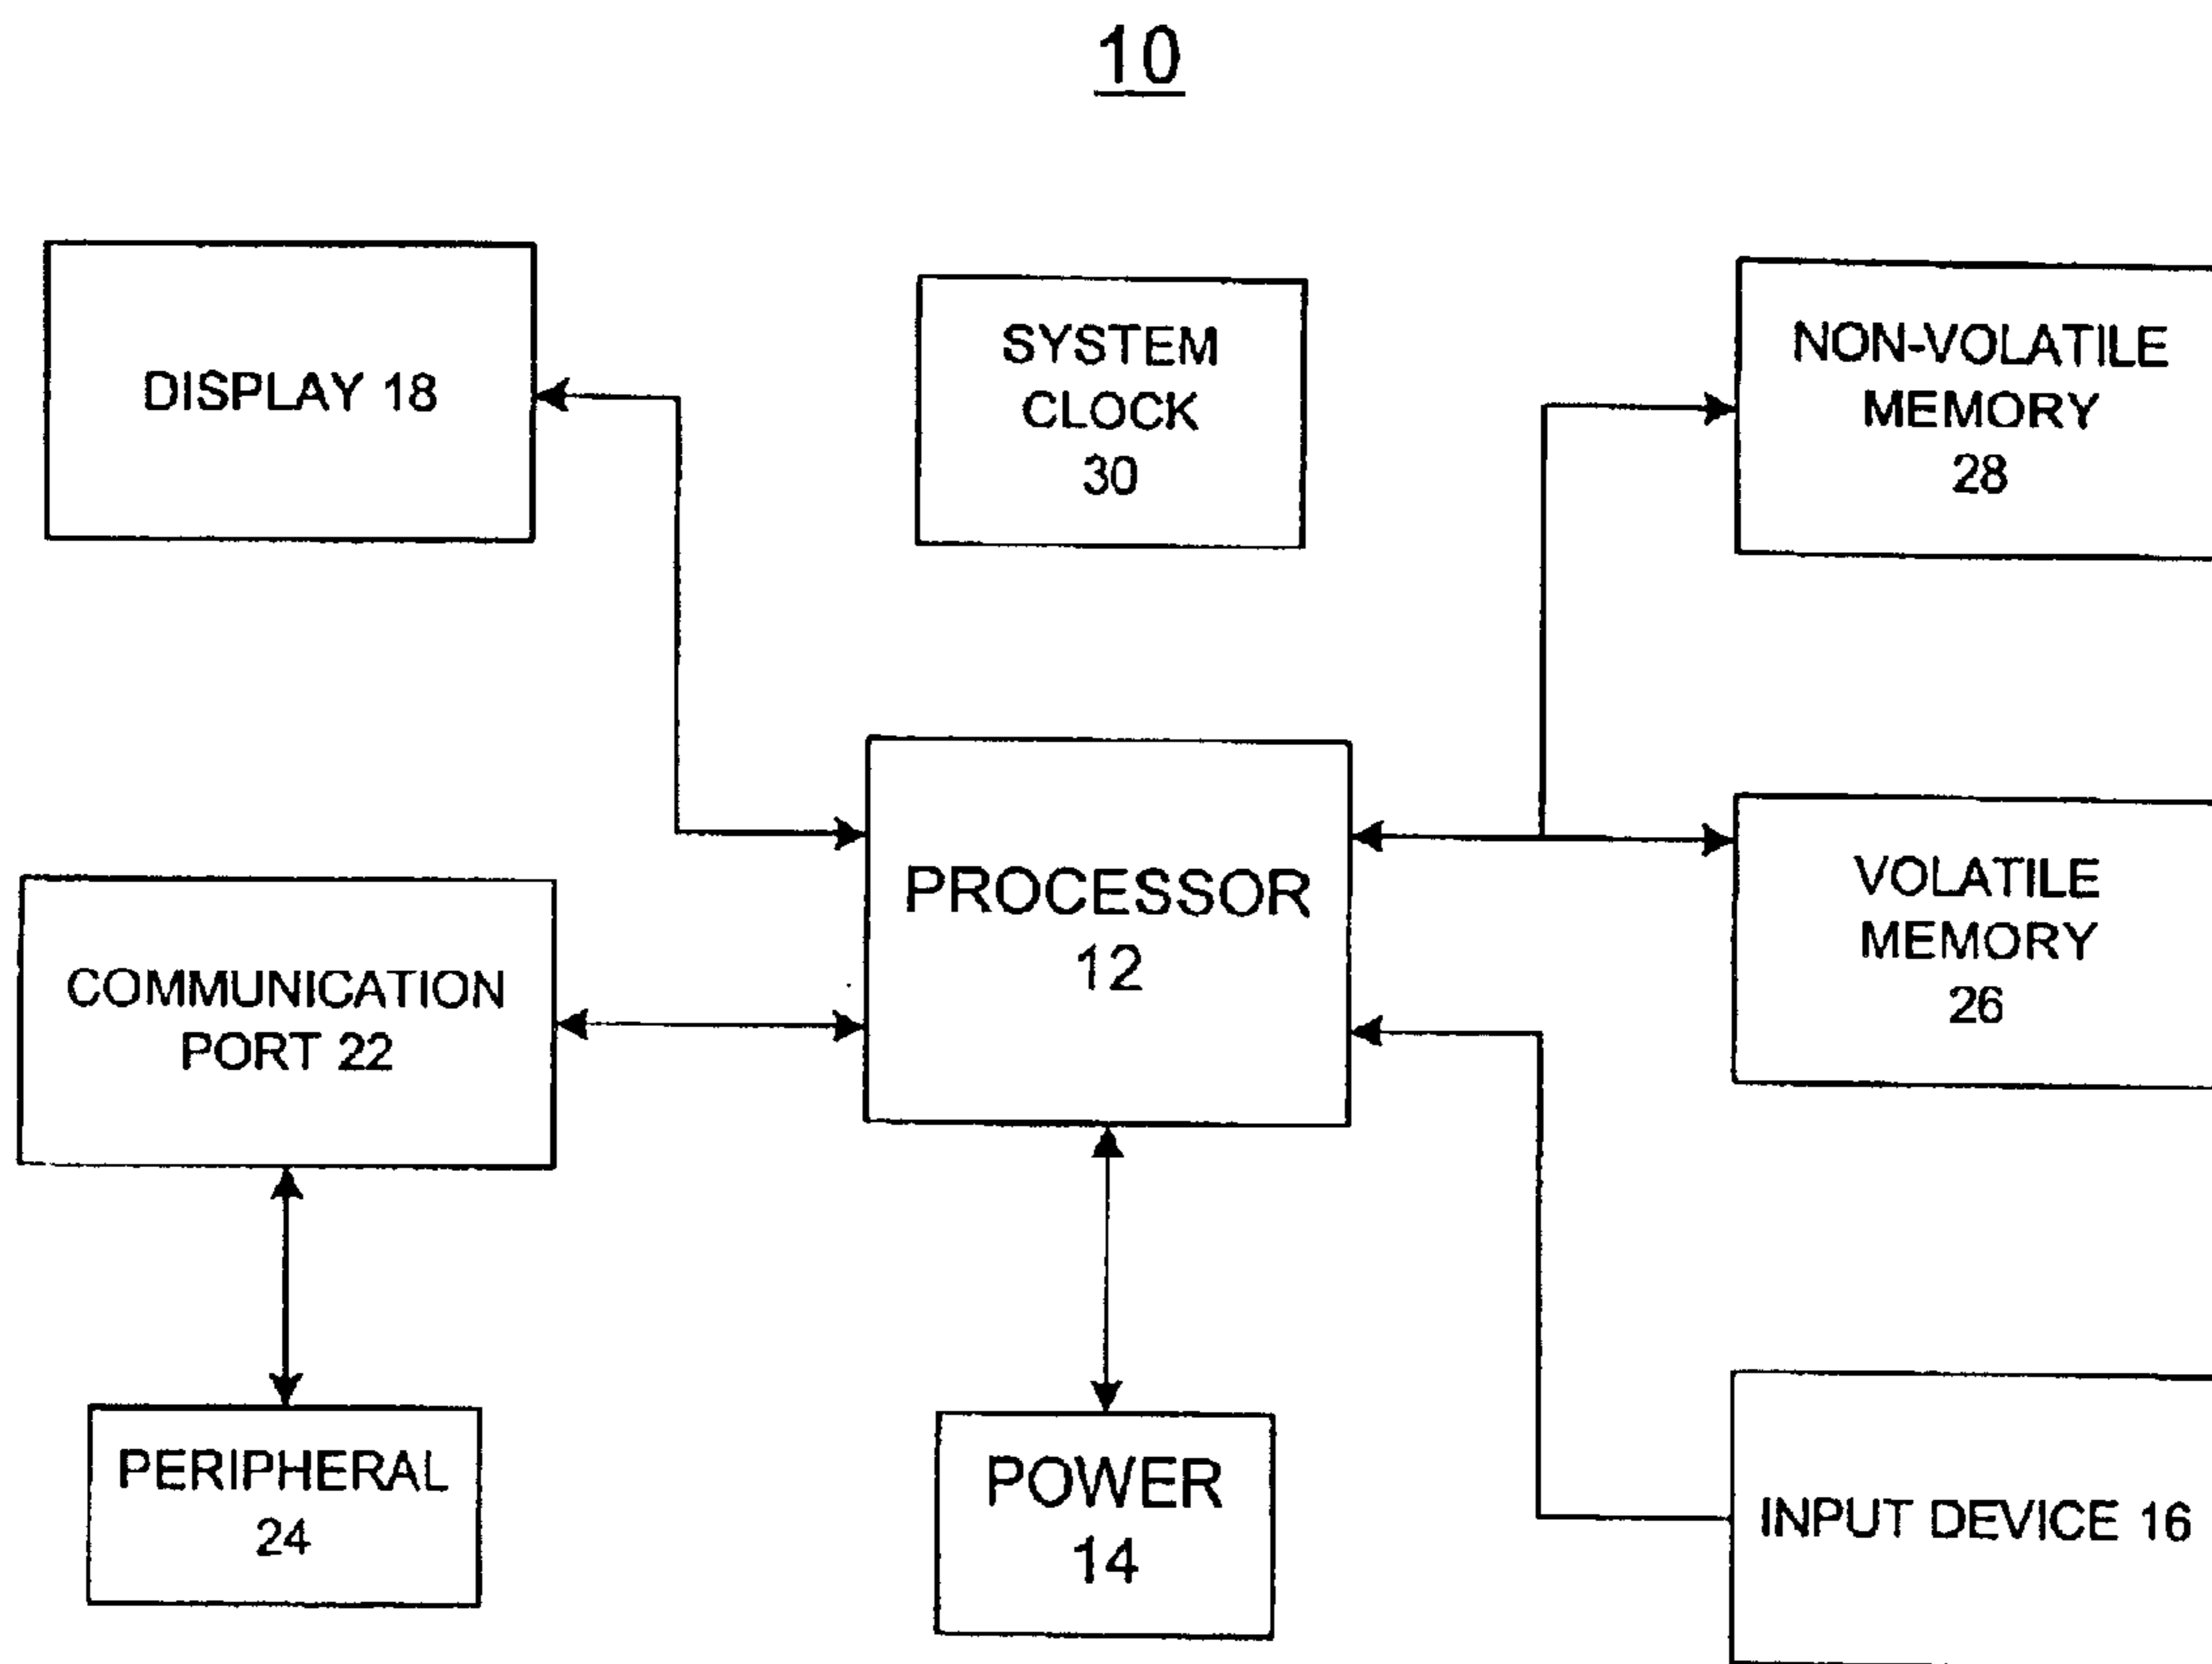 10
DISPLAY 18
SYSTEM
CLOCK
30
NON-VOLATILE
MEMORY
28
PROCESSOR
12
VOLATILE
MEMORY
26
COMMUNICATION
PORT 22
PERIPHERAL
24
POWER
14
INPUT DEVICE 16